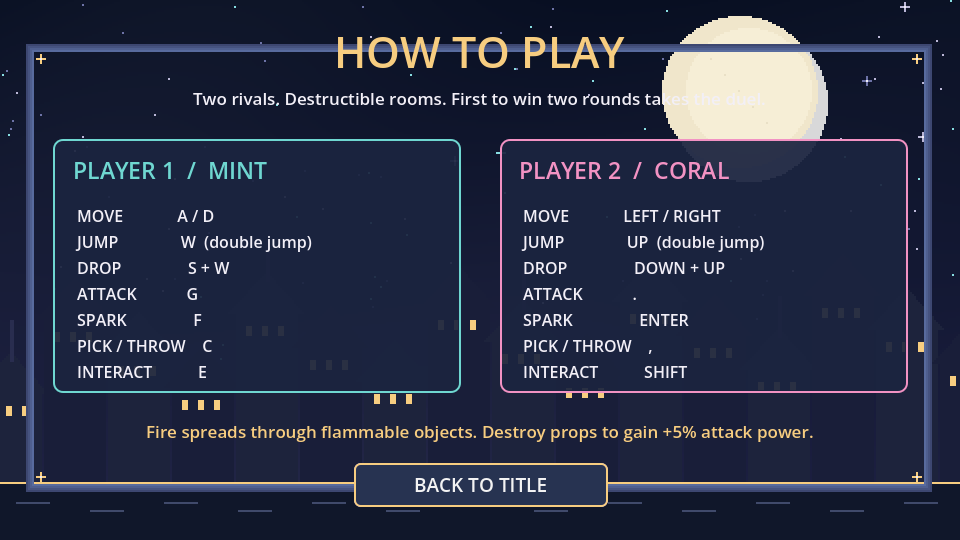 HOW TO PLAY
Two rivals, Destructible rooms. First to win two rounds takes the duel.
PLAYER 1 / MINT
MOVE A / D
JUMP W (double jump)
DROP S + W
ATTACK G
SPARK F
PICK / THROW C
INTERACT E
PLAYER 2 / CORAL
MOVE LEFT / RIGHT
JUMP UP (double jump)
DROP DOWN + UP
ATTACK .
SPARK ENTER
PICK / THROW ,
INTERACT SHIFT
Fire spreads through flammable objects. Destroy props to gain +5% attack power.
BACK TO TITLE